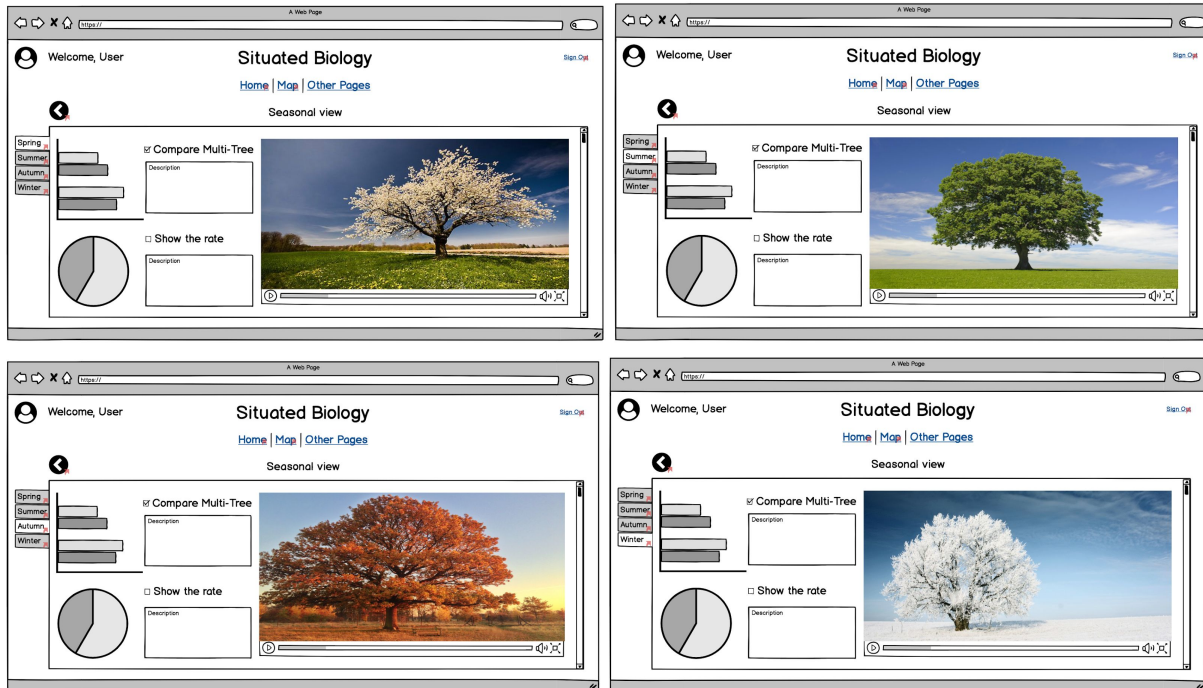 A Web Page
https://
Welcome, User
Situated Biology
Sign Out
Home | Map | Other Pages
Seasonal view
Spring
Summer
Autumn
Winter
Compare Multi-Tree
Description
Show the rate
Description
A Web Page
https://
Welcome, User
Situated Biology
Sign Out
Home | Map | Other Pages
Seasonal view
Spring
Summer
Autumn
Winter
Compare Multi-Tree
Description
Show the rate
Description
A Web Page
https://
Welcome, User
Situated Biology
Sign Out
Home | Map | Other Pages
Seasonal view
Spring
Summer
Autumn
Winter
Compare Multi-Tree
Description
Show the rate
Description
A Web Page
https://
Welcome, User
Situated Biology
Sign Out
Home | Map | Other Pages
Seasonal view
Spring
Summer
Autumn
Winter
Compare Multi-Tree
Description
Show the rate
Description